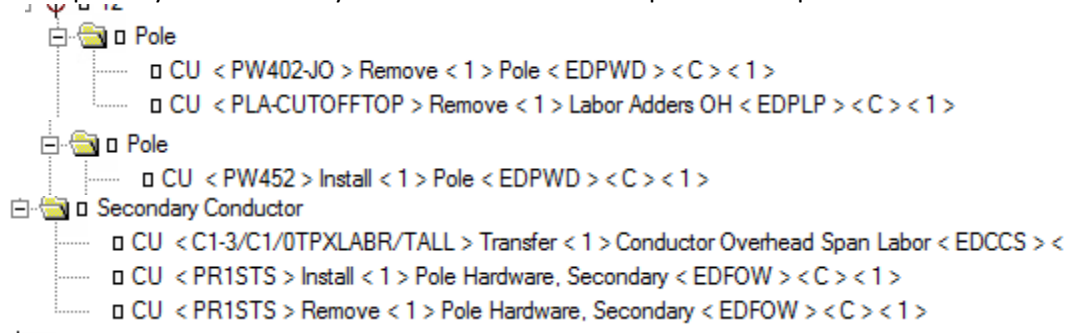 12
Pole
CU < PW402-JO > Remove < 1 > Pole < EDPWD > < C > < 1 >
CU < PLA-CUTOFFTOP > Remove < 1 > Labor Adders OH < EDPLP > < C > < 1 >
Pole
CU < PW452 > Install < 1 > Pole < EDPWD > < C > < 1 >
Secondary Conductor
CU < C1-3/C1/0TPXLABR/TALL > Transfer < 1 > Conductor Overhead Span Labor < EDCCS > <
CU < PR1STS > Install < 1 > Pole Hardware, Secondary < EDFOW > < C > < 1 >
CU < PR1STS > Remove < 1 > Pole Hardware, Secondary < EDFOW > < C > < 1 >